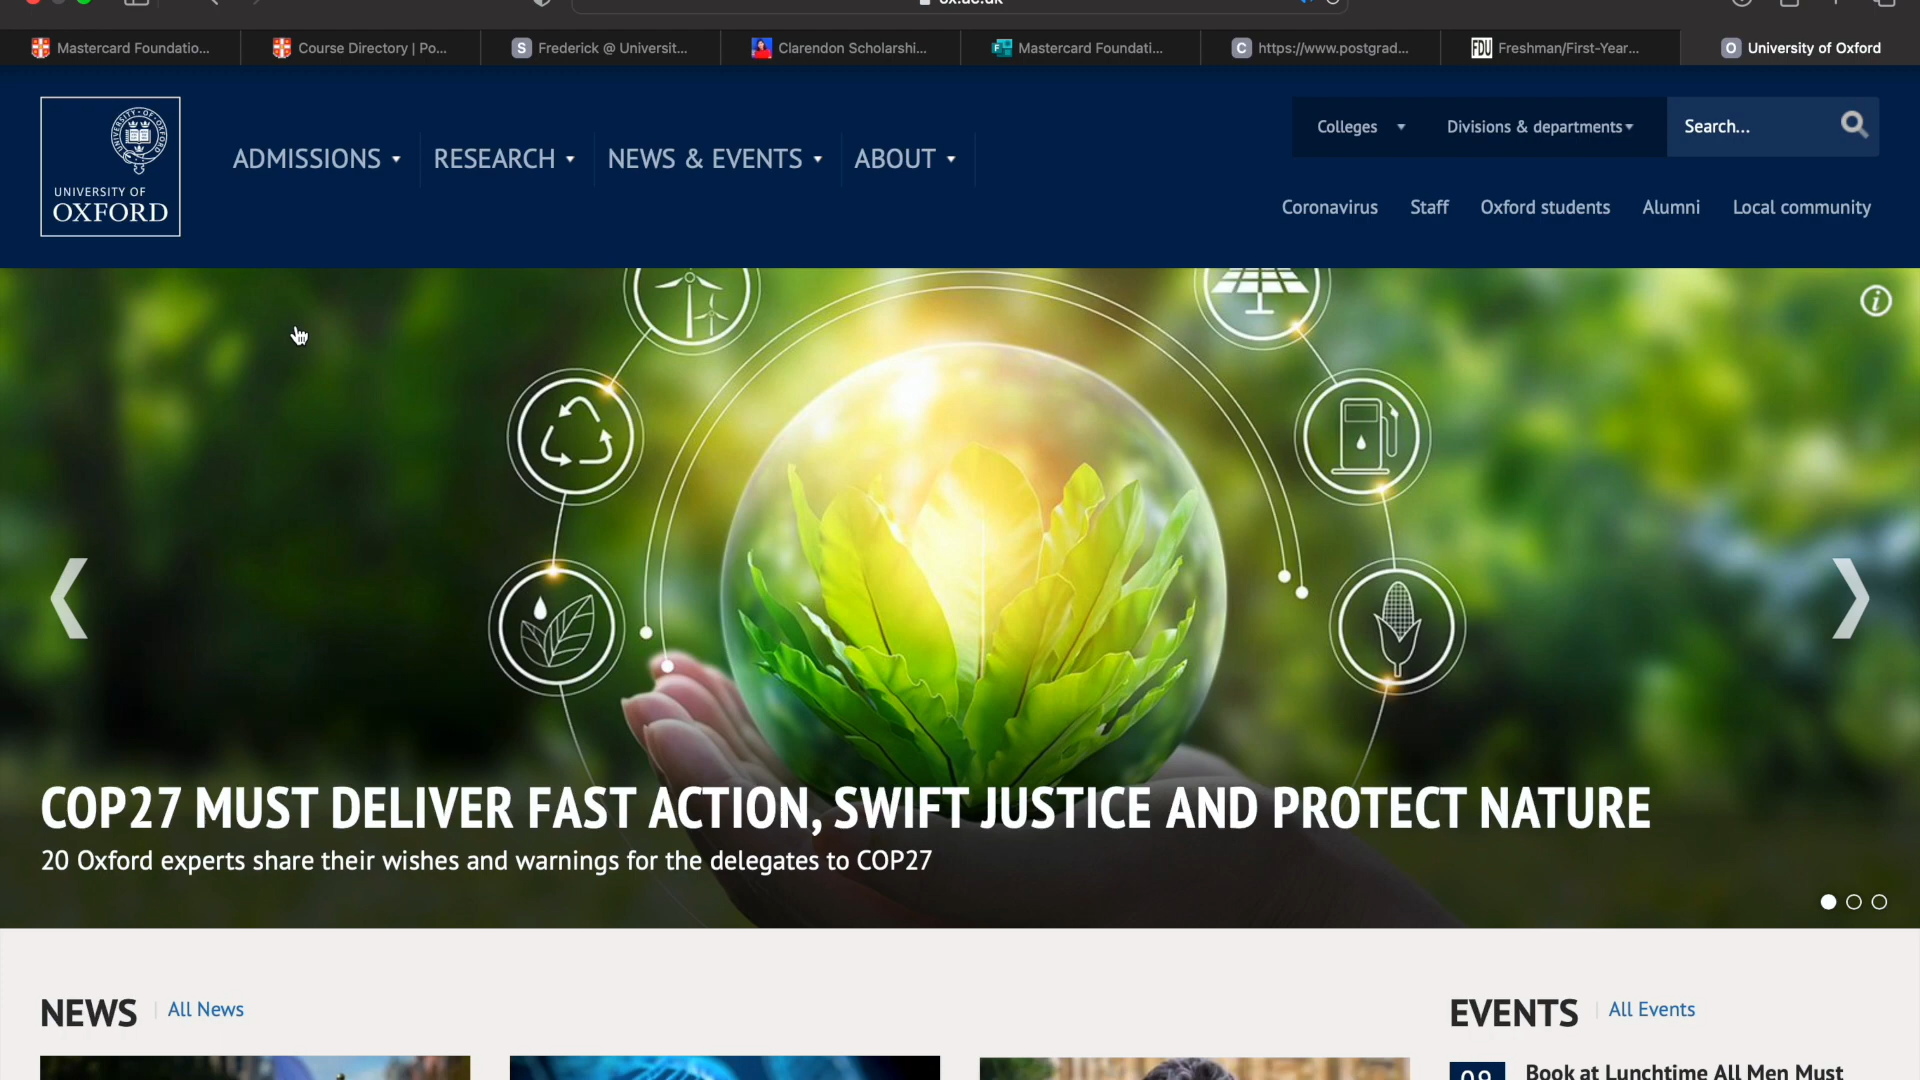 Mastercard Foundatio...
Course Directory | Po...
S Frederick @ Universit...
Clarendon Scholarshi...
Mastercard Foundati...
C https://www.postgrad...
FDU Freshman/First-Year...
O University of Oxford
UNIVERSITY OF
OXFORD
ADMISSIONS
RESEARCH
NEWS & EVENTS
ABOUT
Colleges
Divisions & departments
Search...
Coronavirus
Staff
Oxford students
Alumni
Local community
COP27 MUST DELIVER FAST ACTION, SWIFT JUSTICE AND PROTECT NATURE
20 Oxford experts share their wishes and warnings for the delegates to COP27
NEWS
All News
EVENTS
All Events
Book at Lunchtime All Men Must